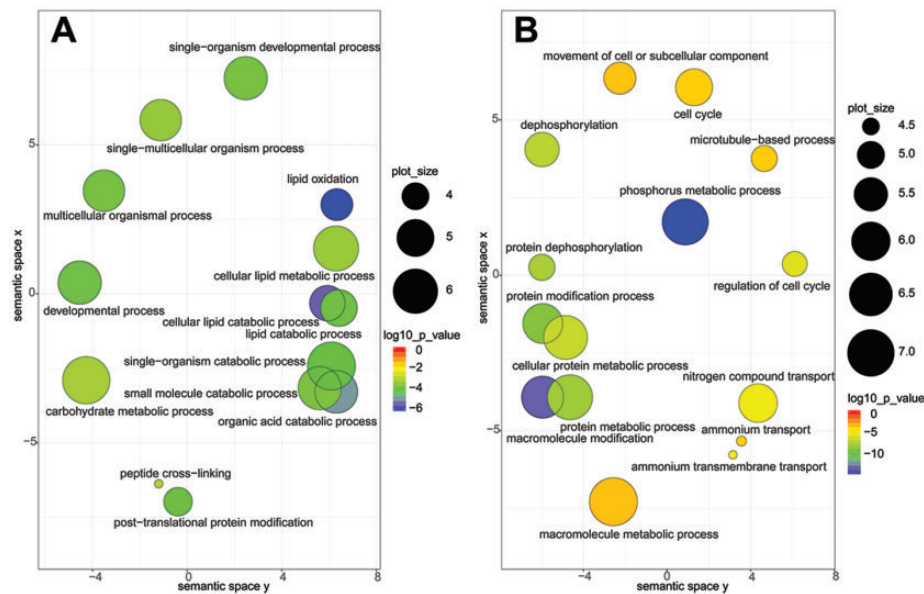 A
single-organism developmental process
5
single-multicellular organism process
lipid oxidation
multicellular organismal process
semantic space x
cellular lipid metabolic process
0
developmental process
cellular lipid catabolic process
lipid catabolic process
single-organism catabolic process
small molecule catabolic process
carbohydrate metabolic process
organic acid catabolic process
-5
peptide cross-linking
post-translational protein modification
-4
0
4
8
semantic space y
plot_size
4
5
6
log10_p_value
0
-2
-4
-6
B
movement of cell or subcellular component
cell cycle
5
dephosphorylation
microtubule-based process
phosphorus metabolic process
semantic space x
protein dephosphorylation
0
regulation of cell cycle
protein modification process
cellular protein metabolic process
nitrogen compound transport
protein metabolic process
ammonium transport
-5
macromolecule modification
ammonium transmembrane transport
macromolecule metabolic process
-4
0
4
8
semantic space y
plot_size
4.5
5.0
5.5
6.0
6.5
7.0
log10_p_value
0
-5
-10